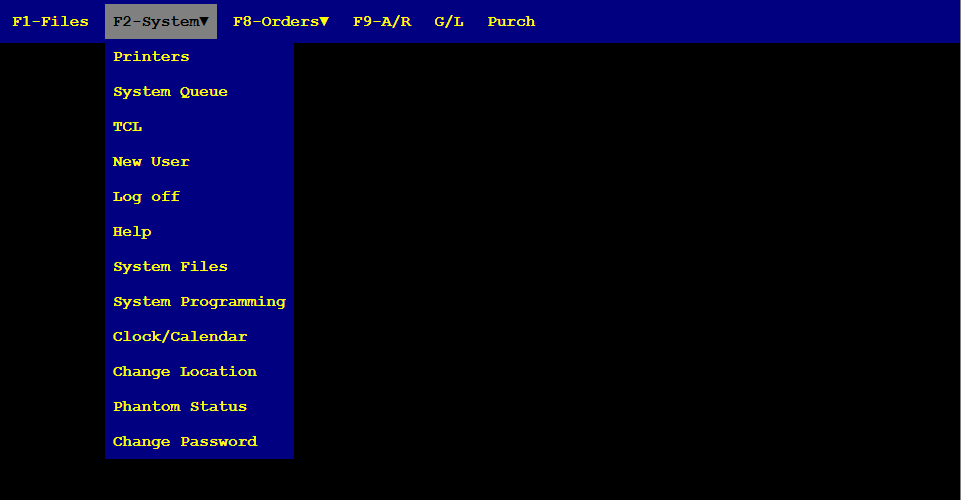 F1-Files F2-System▼ F8-Orders▼ F9-A/R G/L Purch
Printers
System Queue
TCL
New User
Log off
Help
System Files
System Programming
Clock/Calendar
Change Location
Phantom Status
Change Password